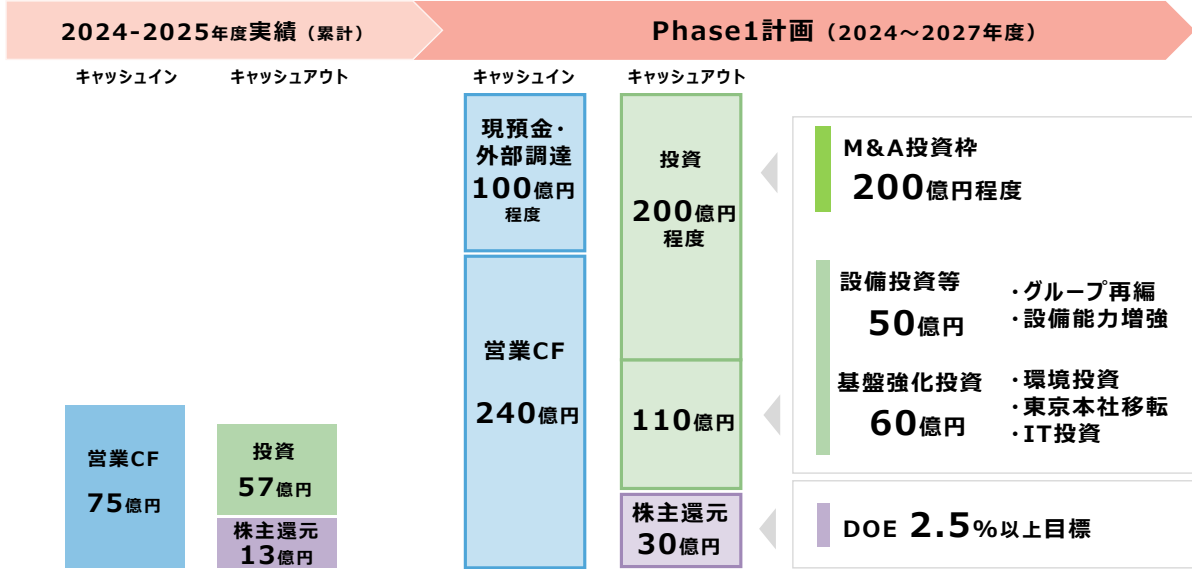 2024-2025年度実績（累計）
Phase1計画（2024～2027年度）
キャッシュイン
キャッシュアウト
キャッシュイン
キャッシュアウト
営業CF
75億円
投資
57億円
株主還元
13億円
現預金・
外部調達
100億円
程度
営業CF
240億円
投資
200億円
程度
110億円
株主還元
30億円
M&A投資枠
200億円程度
設備投資等
50億円
・グループ再編
・設備能力増強
基盤強化投資
60億円
・環境投資
・東京本社移転
・IT投資
DOE 2.5%以上目標